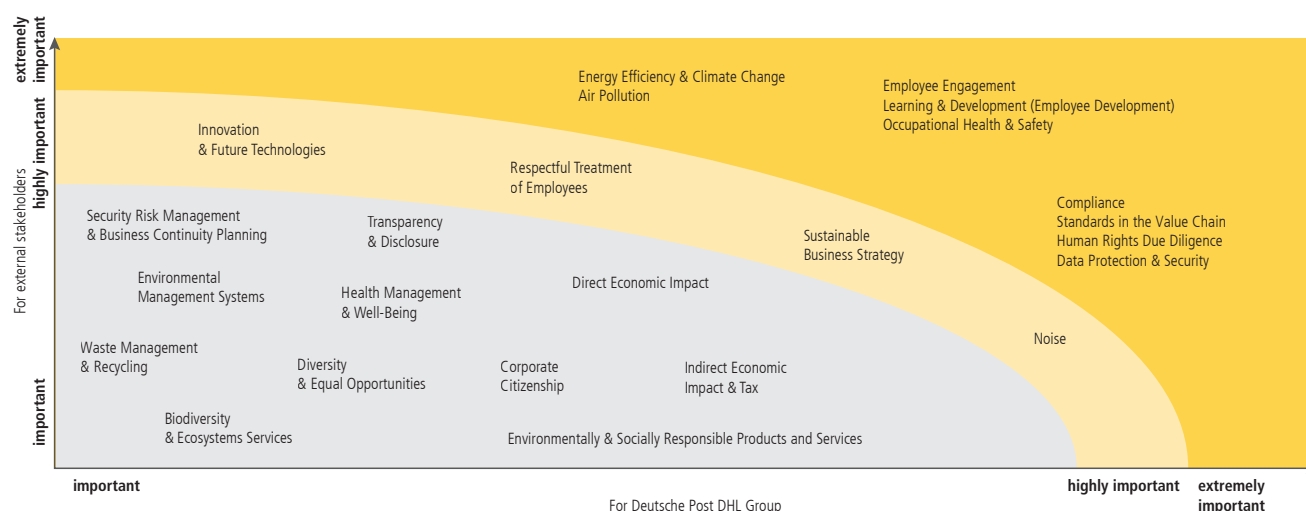 extremely
important
highly important
important
For external stakeholders
Energy Efficiency & Climate Change
Air Pollution
Employee Engagement
Learning & Development (Employee Development)
Occupational Health & Safety
Innovation
& Future Technologies
Respectful Treatment
of Employees
Compliance
Standards in the Value Chain
Human Rights Due Diligence
Data Protection & Security
Security Risk Management
& Business Continuity Planning
Transparency
& Disclosure
Sustainable
Business Strategy
Environmental
Management Systems
Health Management
& Well-Being
Direct Economic Impact
Noise
Waste Management
& Recycling
Diversity
& Equal Opportunities
Corporate
Citizenship
Indirect Economic
Impact & Tax
Biodiversity
& Ecosystems Services
Environmentally & Socially Responsible Products and Services
important
highly important
extremely
important
For Deutsche Post DHL Group